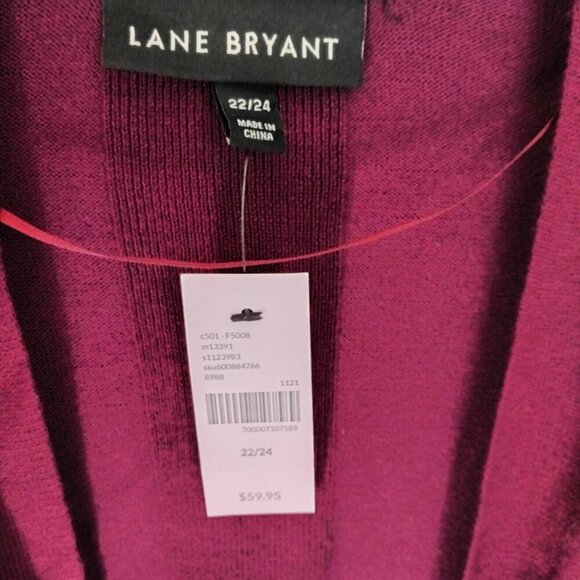 LANE BRYANT
22/24
MADE IN
CHINA
c501 - F5008
m13391
s1123983
sku600884766
8988
1121
700007107589
22/24
$59.95